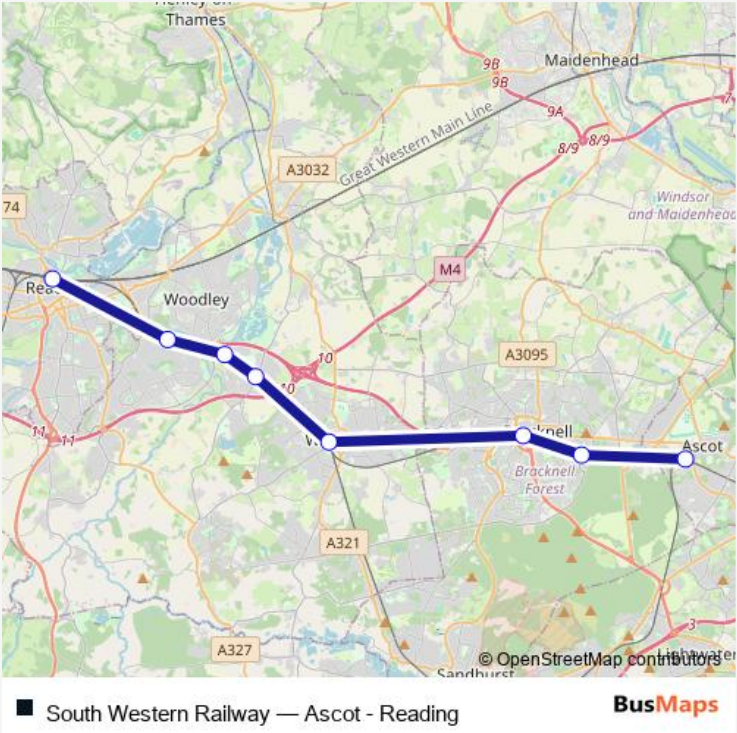 Thames
Maidenhead
9B
9B
9A
7
8/9
8/9
Great Western Main Line
A3032
74
Windsor
and Maidenhead
M4
Woodley
A3095
10
10
11
11
Ascot
Bracknell
Forest
A321
A327
3
Sandhurst
© OpenStreetMap contributors
South Western Railway — Ascot - Reading
BusMaps